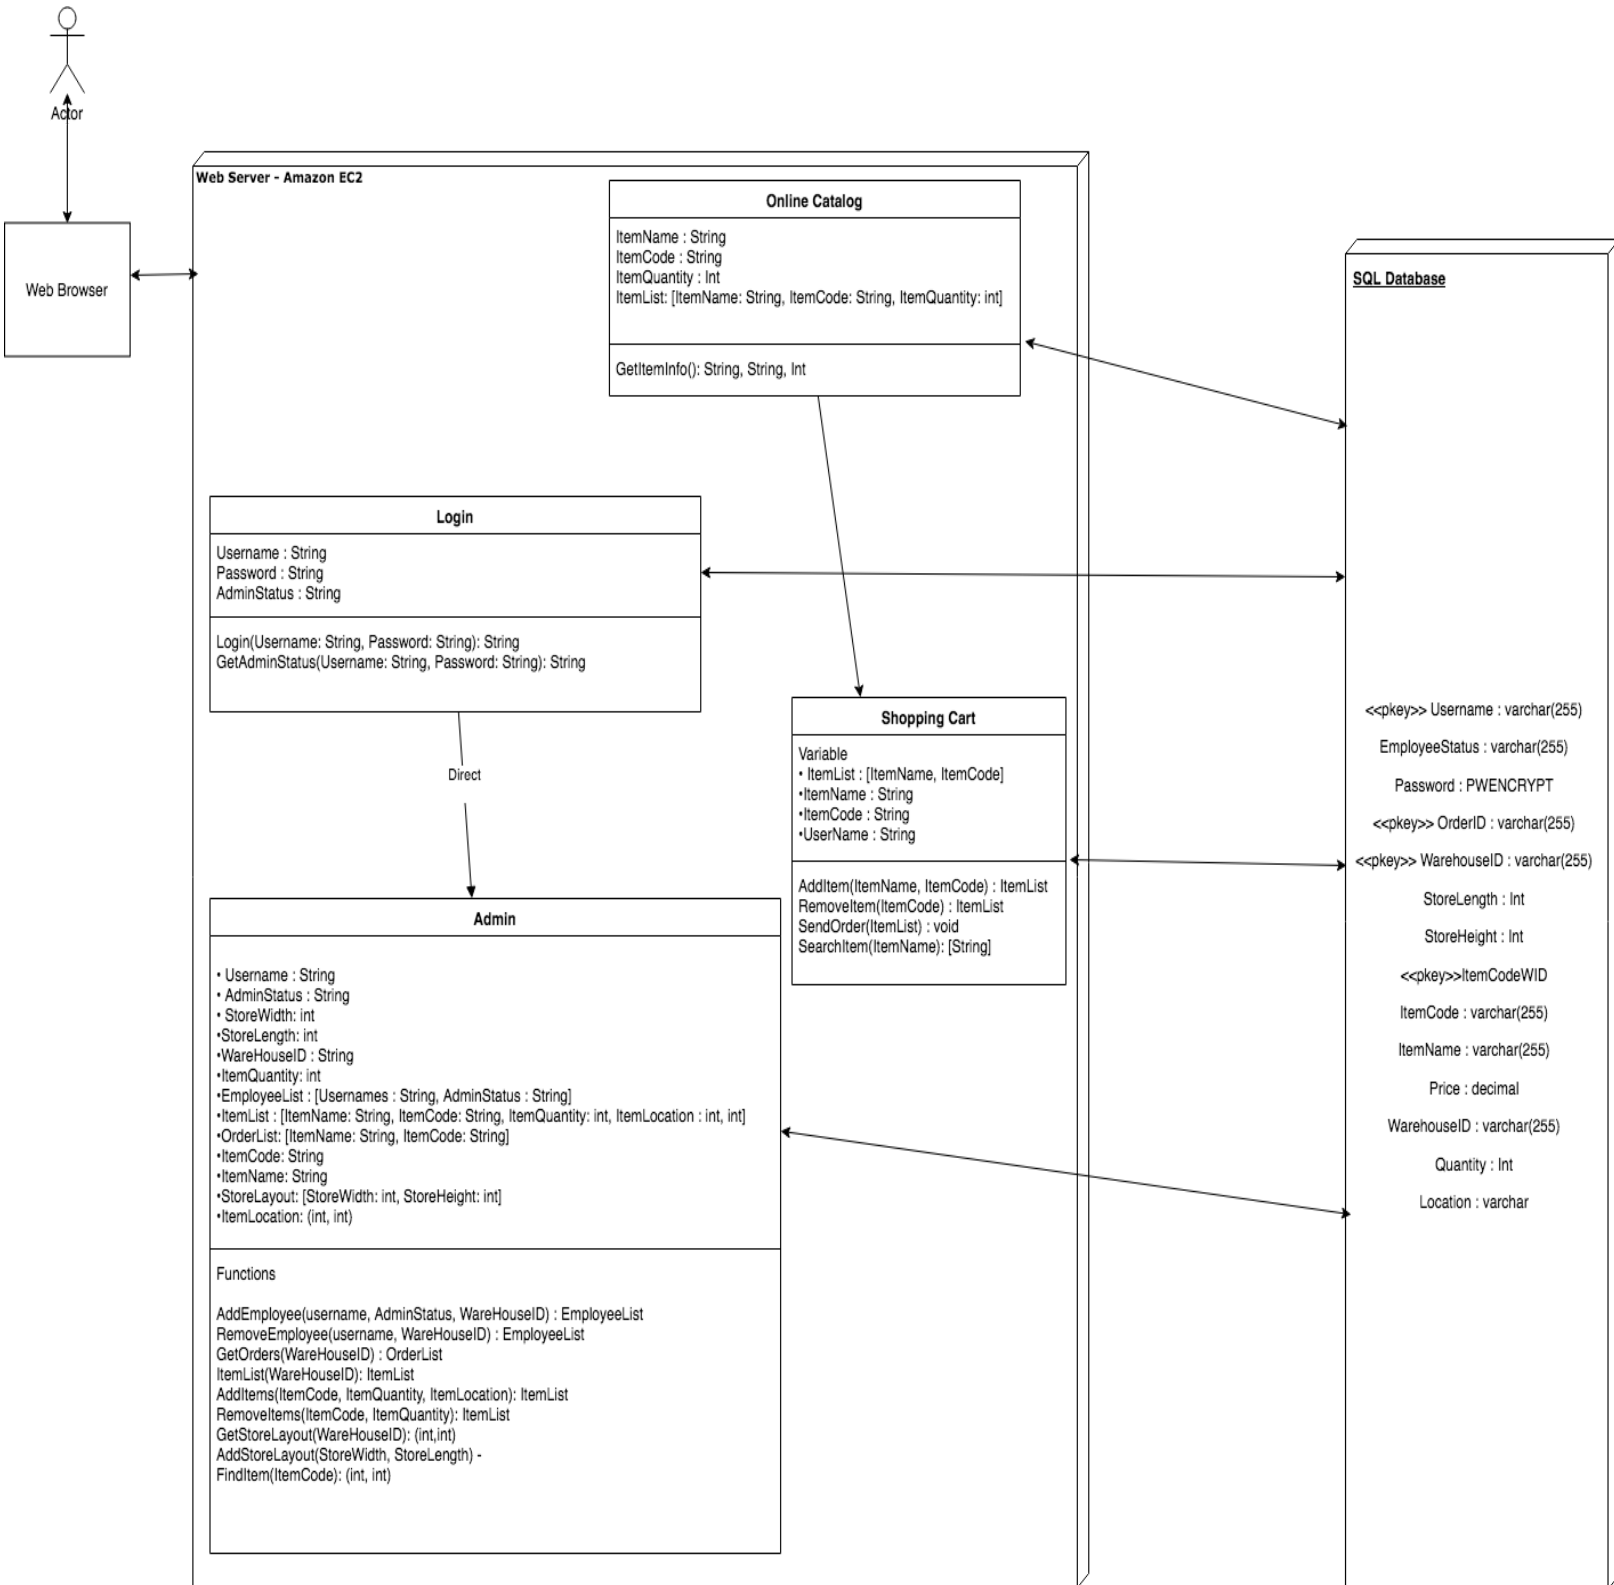 Actor
Web Browser
Web Server - Amazon EC2
Online Catalog
ItemName : String
ItemCode : String
ItemQuantity : Int
ItemList: [ItemName: String, ItemCode: String, ItemQuantity: int]
GetItemInfo(): String, String, Int
Login
Username : String
Password : String
AdminStatus : String
Login(Username: String, Password: String): String
GetAdminStatus(Username: String, Password: String): String
Direct
Shopping Cart
Variable
• ItemList : [ItemName, ItemCode]
•ItemName : String
•ItemCode : String
•UserName : String
AddItem(ItemName, ItemCode) : ItemList
RemoveItem(ItemCode) : ItemList
SendOrder(ItemList) : void
SearchItem(ItemName): [String]
Admin
• Username : String
• AdminStatus : String
• StoreWidth: int
•StoreLength: int
•WareHouseID : String
•ItemQuantity: int
•EmployeeList : [Usernames : String, AdminStatus : String]
•ItemList : [ItemName: String, ItemCode: String, ItemQuantity: int, ItemLocation : int, int]
•OrderList: [ItemName: String, ItemCode: String]
•ItemCode: String
•ItemName: String
•StoreLayout: [StoreWidth: int, StoreHeight: int]
•ItemLocation: (int, int)
Functions
AddEmployee(username, AdminStatus, WareHouseID) : EmployeeList
RemoveEmployee(username, WareHouseID) : EmployeeList
GetOrders(WareHouseID) : OrderList
ItemList(WareHouseID): ItemList
AddItems(ItemCode, ItemQuantity, ItemLocation): ItemList
RemoveItems(ItemCode, ItemQuantity): ItemList
GetStoreLayout(WareHouseID): (int,int)
AddStoreLayout(StoreWidth, StoreLength) -
FindItem(ItemCode): (int, int)
SQL Database
<<pkey>> Username : varchar(255)
EmployeeStatus : varchar(255)
Password : PWENCRYPT
<<pkey>> OrderID : varchar(255)
<<pkey>> WarehouseID : varchar(255)
StoreLength : Int
StoreHeight : Int
<<pkey>>ItemCodeWID
ItemCode : varchar(255)
ItemName : varchar(255)
Price : decimal
WarehouseID : varchar(255)
Quantity : Int
Location : varchar